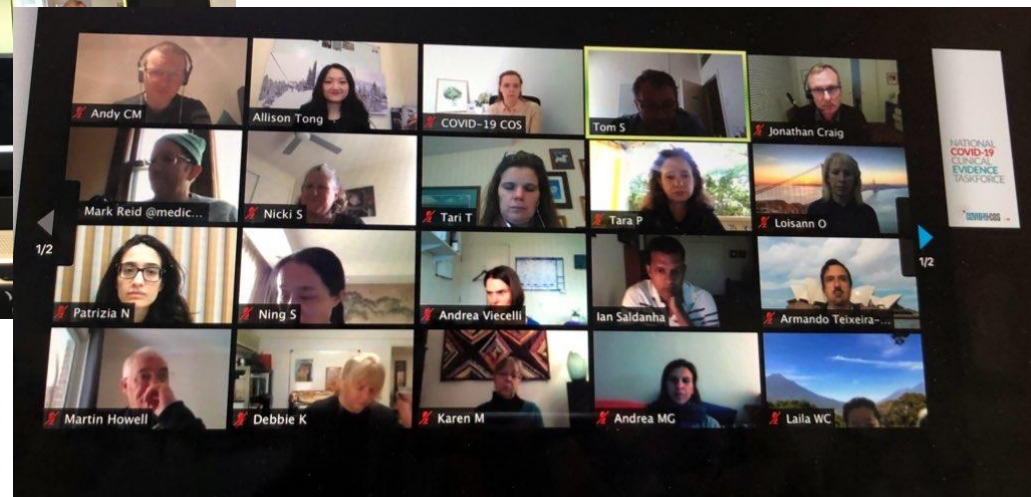 Andy CM
Allison Tong
COVID-19 COS
Tom S
Jonathan Craig
Mark Reid @medic...
Nicki S
Tari T
Tara P
Loisann O
1/2
Patrizia N
Ning S
Andrea Viecelli
Ian Saldanha
Armando Teixeira-...
1/2
Martin Howell
Debbie K
Karen M
Andrea MG
Laila WC
NATIONAL
COVID-19
CLINICAL
EVIDENCE
TASKFORCE